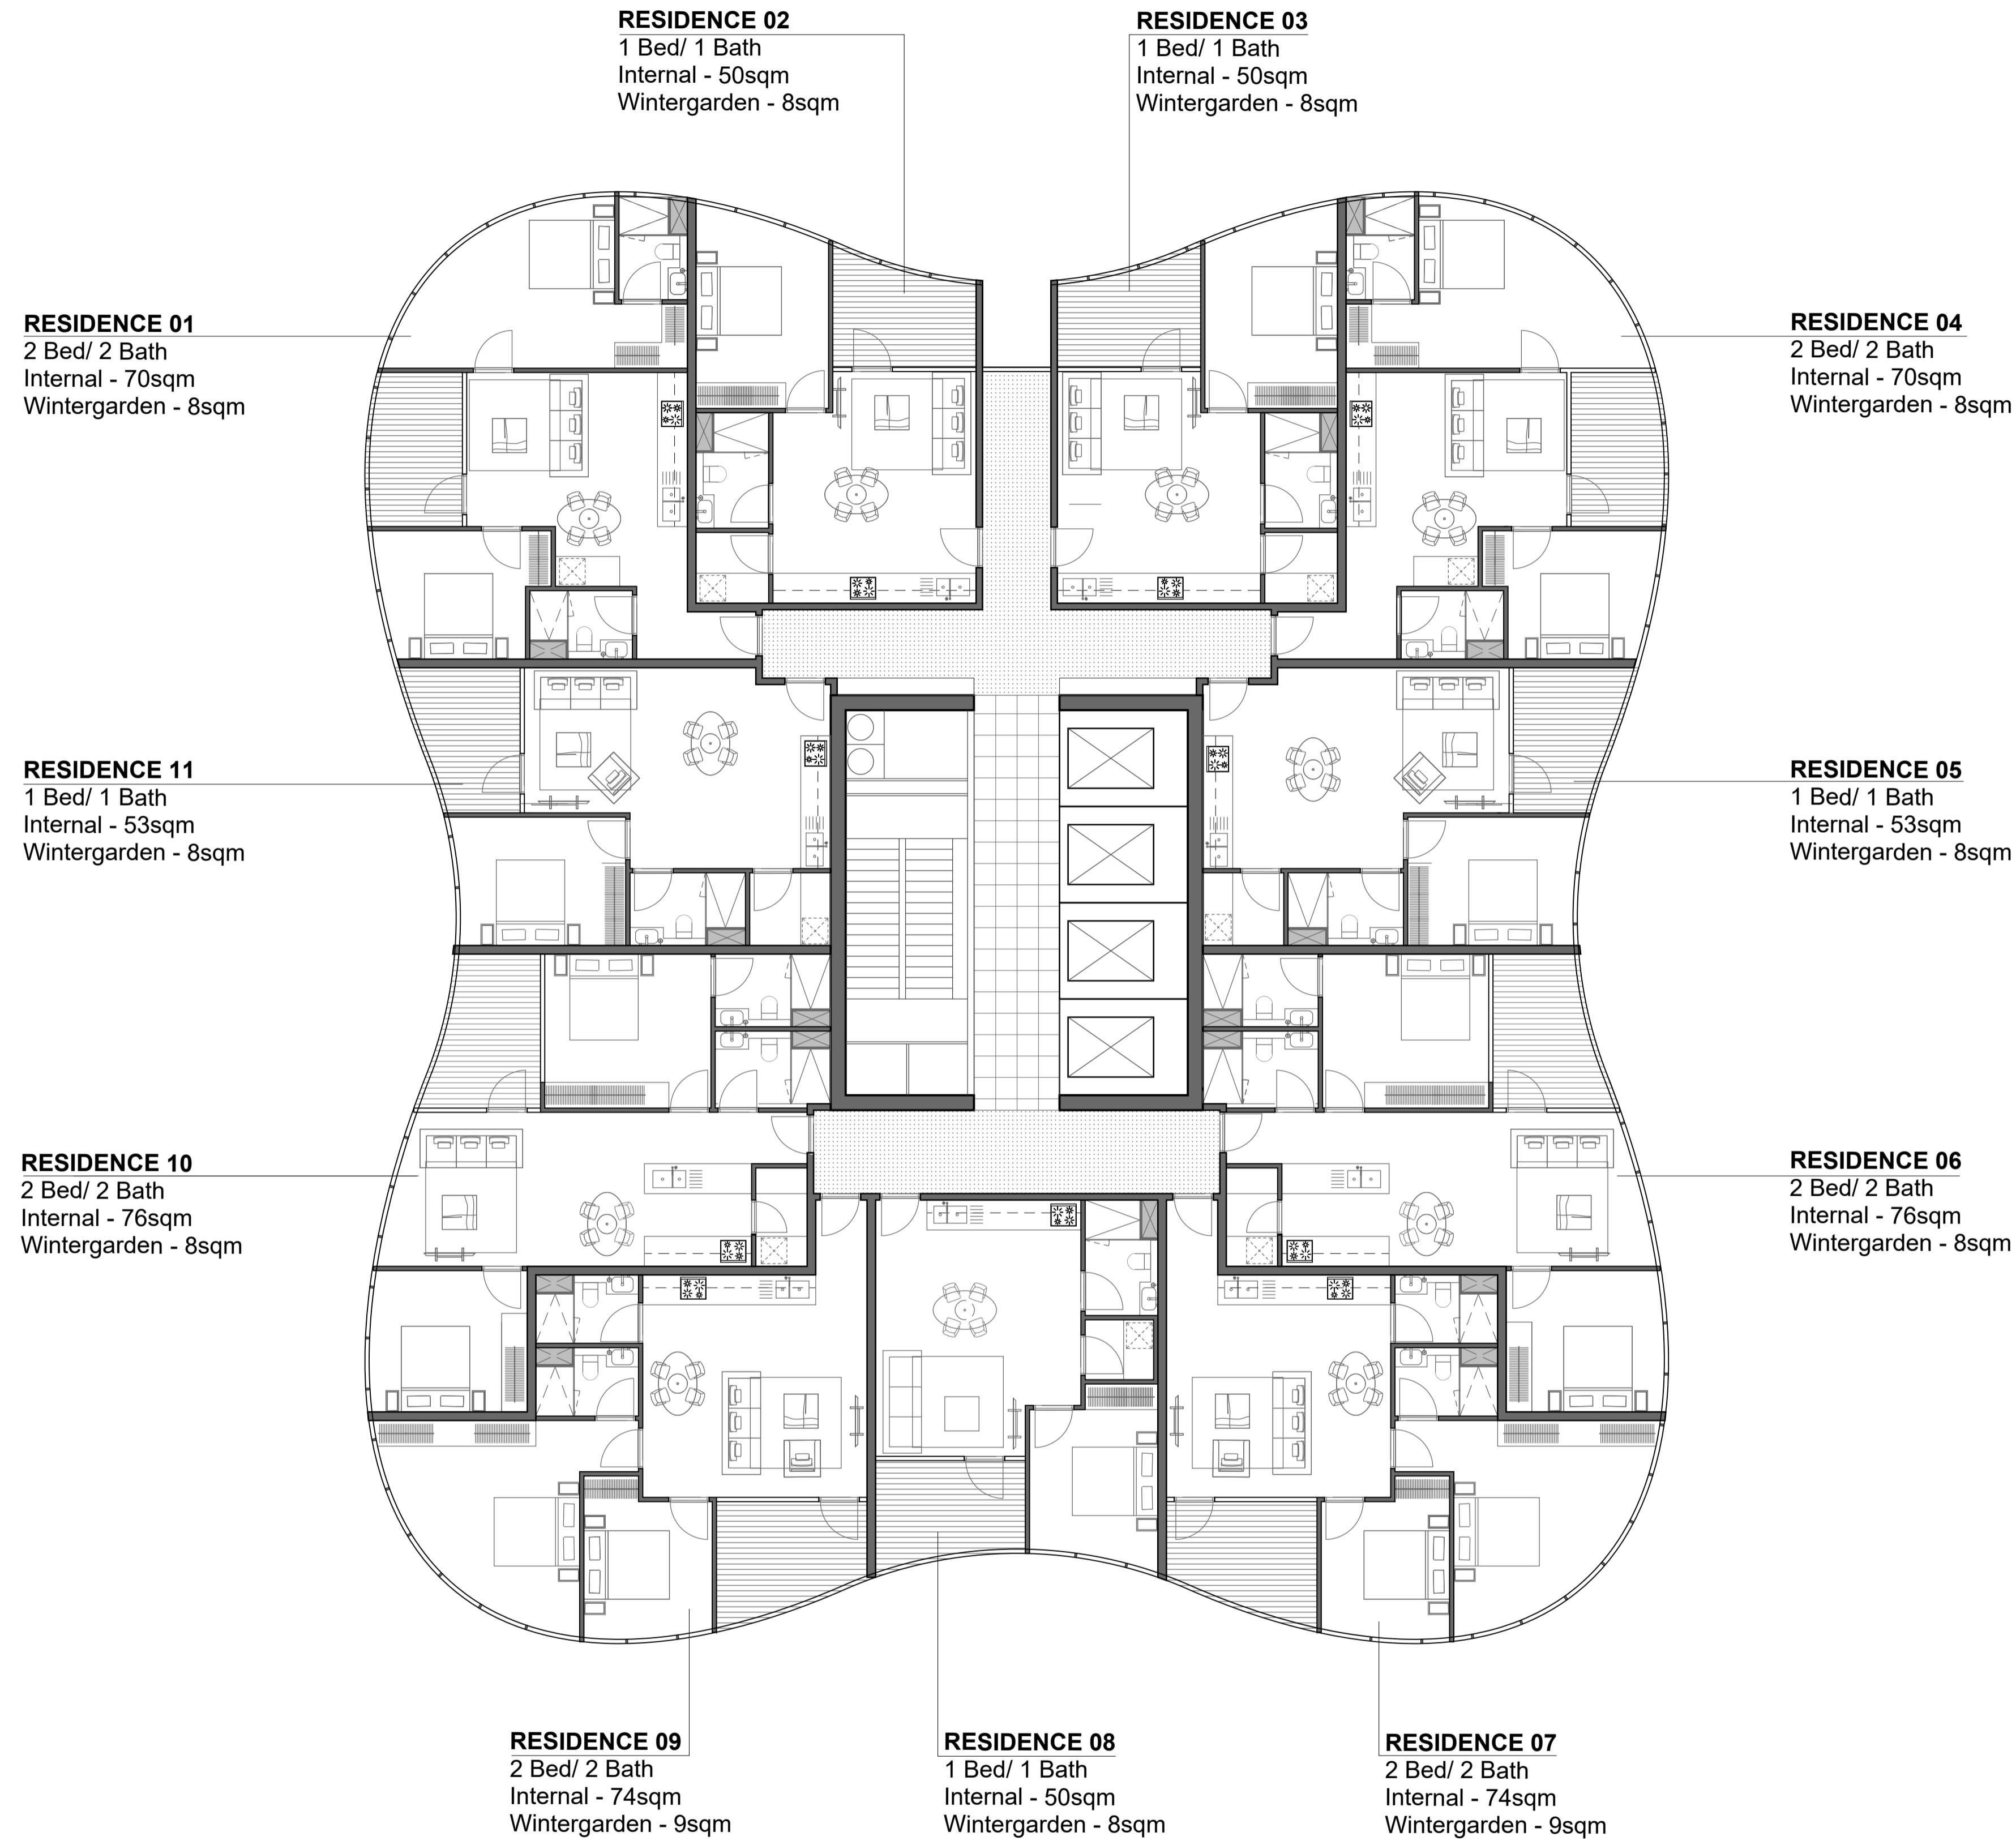 RESIDENCE 02
1 Bed/ 1 Bath
Internal - 50sqm
Wintergarden - 8sqm
RESIDENCE 03
1 Bed/ 1 Bath
Internal - 50sqm
Wintergarden - 8sqm
RESIDENCE 01
2 Bed/ 2 Bath
Internal - 70sqm
Wintergarden - 8sqm
RESIDENCE 04
2 Bed/ 2 Bath
Internal - 70sqm
Wintergarden - 8sqm
RESIDENCE 11
1 Bed/ 1 Bath
Internal - 53sqm
Wintergarden - 8sqm
RESIDENCE 05
1 Bed/ 1 Bath
Internal - 53sqm
Wintergarden - 8sqm
RESIDENCE 10
2 Bed/ 2 Bath
Internal - 76sqm
Wintergarden - 8sqm
RESIDENCE 06
2 Bed/ 2 Bath
Internal - 76sqm
Wintergarden - 8sqm
RESIDENCE 09
2 Bed/ 2 Bath
Internal - 74sqm
Wintergarden - 9sqm
RESIDENCE 08
1 Bed/ 1 Bath
Internal - 50sqm
Wintergarden - 8sqm
RESIDENCE 07
2 Bed/ 2 Bath
Internal - 74sqm
Wintergarden - 9sqm